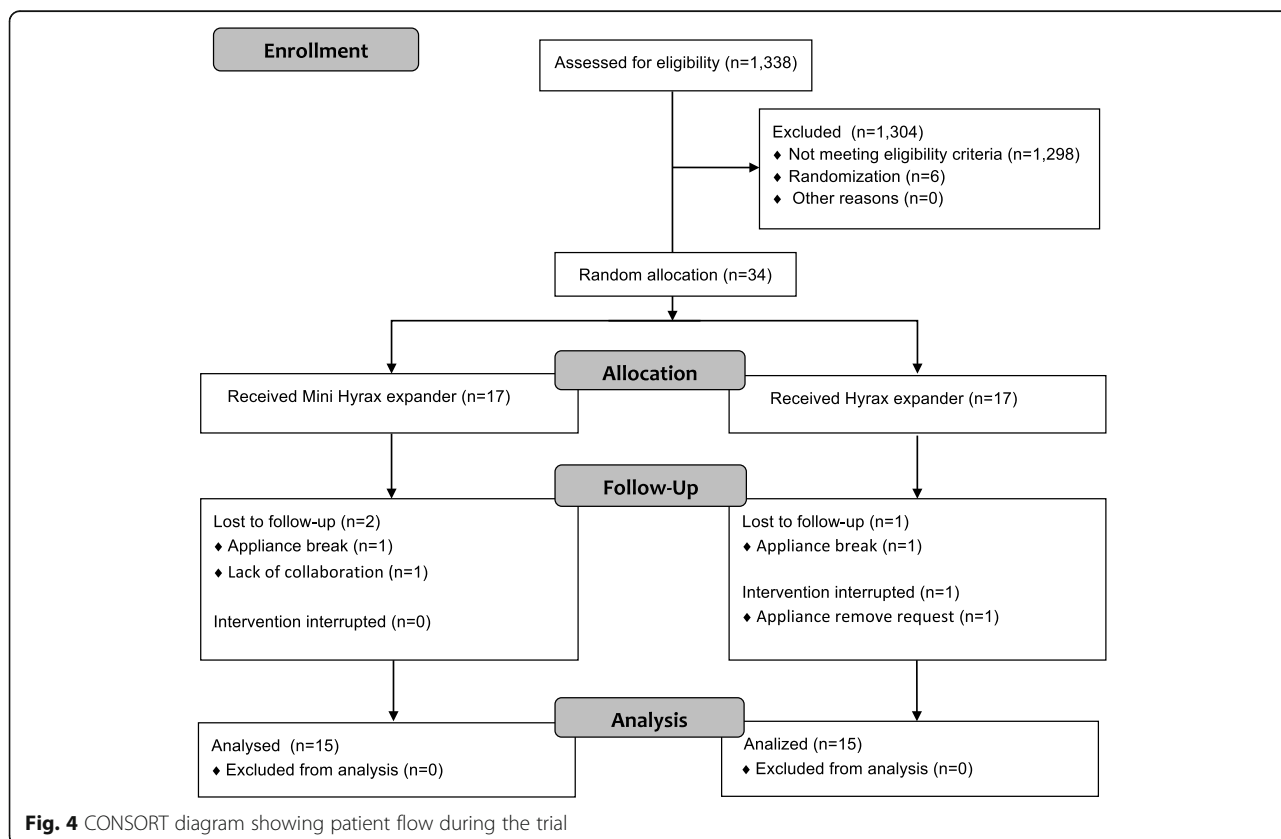 Enrollment
Assessed for eligibility (n=1,338)
Excluded (n=1,304)
♦ Not meeting eligibility criteria (n=1,298)
♦ Randomization (n=6)
♦ Other reasons (n=0)
Random allocation (n=34)
Allocation
Received Mini Hyrax expander (n=17)
Received Hyrax expander (n=17)
Follow-Up
Lost to follow-up (n=2)
♦ Appliance break (n=1)
♦ Lack of collaboration (n=1)
Intervention interrupted (n=0)
Lost to follow-up (n=1)
♦ Appliance break (n=1)
Intervention interrupted (n=1)
♦ Appliance remove request (n=1)
Analysis
Analysed (n=15)
♦ Excluded from analysis (n=0)
Analized (n=15)
♦ Excluded from analysis (n=0)
Fig. 4 CONSORT diagram showing patient flow during the trial